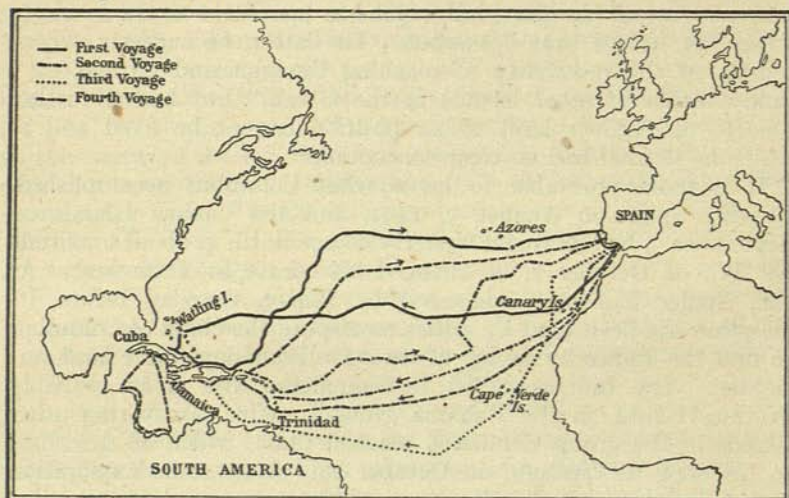 First Voyage
Second Voyage
Third Voyage
Fourth Voyage
Azores
SPAIN
Canary Is.
Watling I.
Cuba
Jamaica
Cape Verde
Is.
Trinidad
SOUTH AMERICA